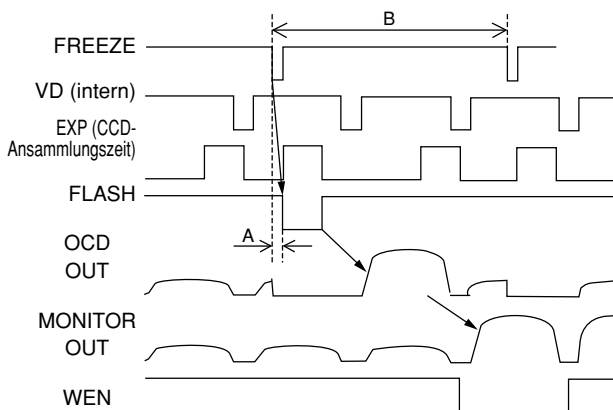 B
FREEZE
VD (intern)
EXP (CCD-
Ansammlungszeit)
FLASH
A
OCD
OUT
MONITOR
OUT
WEN